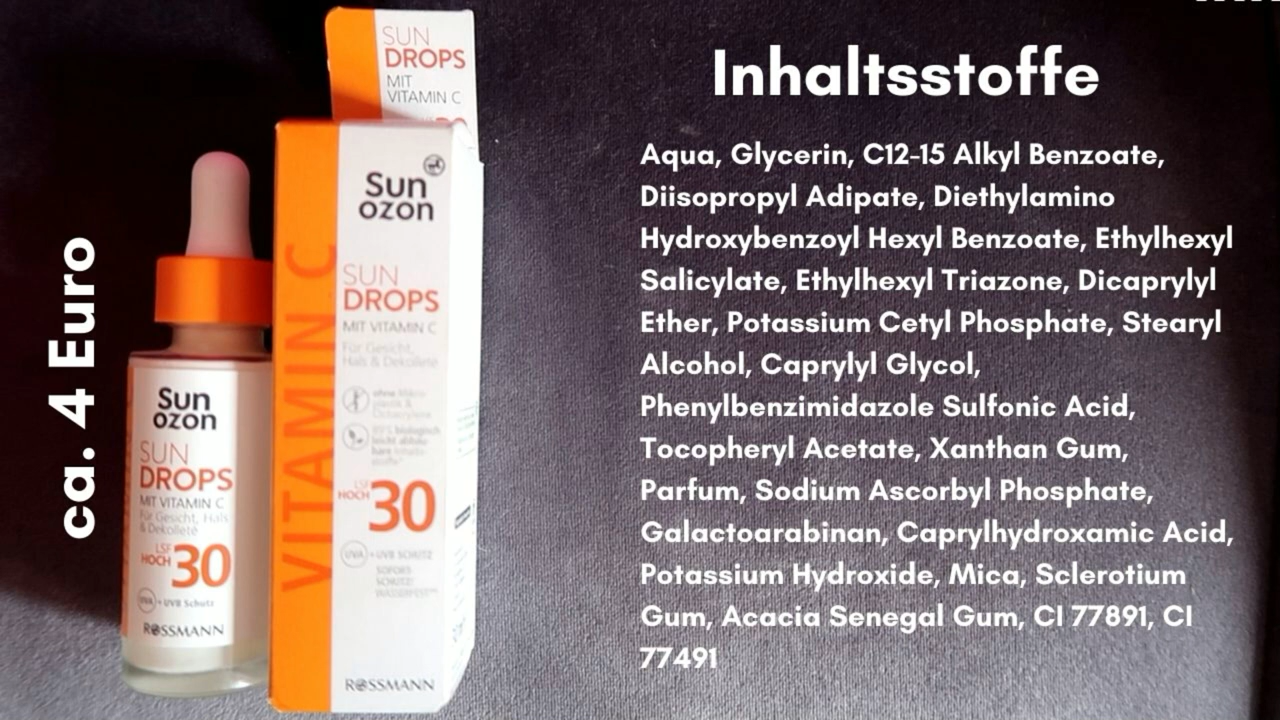 ca. 4 Euro
SUN
DROPS
MIT
VITAMIN C
Sun
ozon
VITAMIN C
SUN
DROPS
MIT VITAMIN C
Für Gesicht,
Hals & Dekolleté
LSF
HOCH 30
UVA + UVB SCHUTZ
SOFORT-
SCHUTZ
WASSERFEST
ROSSMANN
Sun
ozon
SUN
DROPS
MIT VITAMIN C
Für Gesicht, Hals
& Dekolleté
LSF
HOCH 30
UVA + UVB Schutz
ROSSMANN
Inhaltsstoffe
Aqua, Glycerin, C12-15 Alkyl Benzoate,
Diisopropyl Adipate, Diethylamino
Hydroxybenzoyl Hexyl Benzoate, Ethylhexyl
Salicylate, Ethylhexyl Triazone, Dicaprylyl
Ether, Potassium Cetyl Phosphate, Stearyl
Alcohol, Caprylyl Glycol,
Phenylbenzimidazole Sulfonic Acid,
Tocopheryl Acetate, Xanthan Gum,
Parfum, Sodium Ascorbyl Phosphate,
Galactoarabinan, Caprylhydroxamic Acid,
Potassium Hydroxide, Mica, Sclerotium
Gum, Acacia Senegal Gum, CI 77891, CI
77491